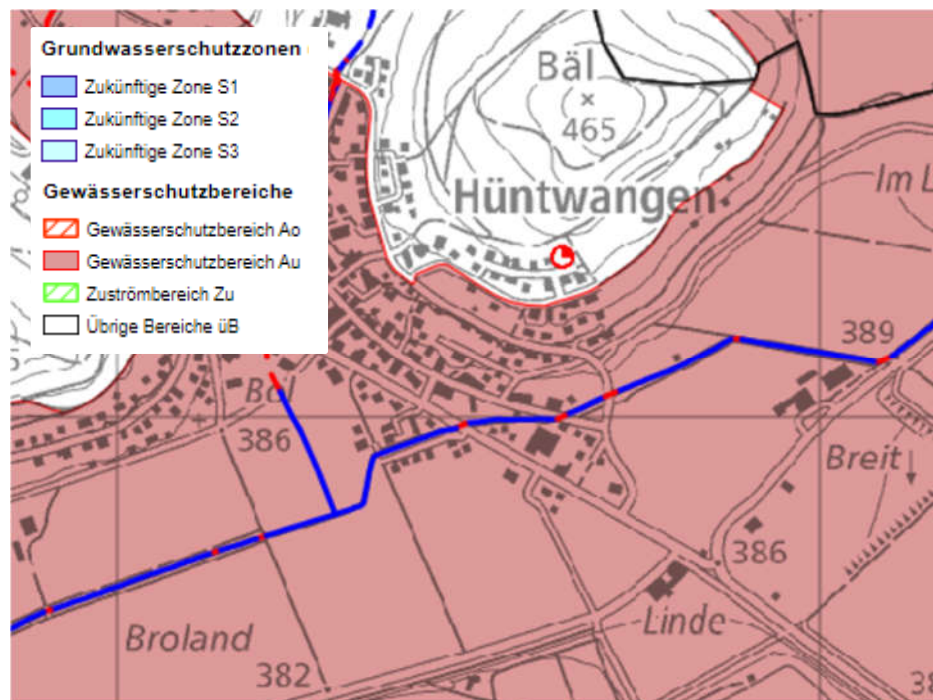 Grundwasserschutzzonen
Zukünftige Zone S1
Zukünftige Zone S2
Zukünftige Zone S3
Gewässerschutzbereiche
Gewässerschutzbereich Ao
Gewässerschutzbereich Au
Zuströmbereich Zu
Übrige Bereiche üB
Bäl
465
Hüntwangen
Im L
389
386
Breit
386
Linde
Broland
382